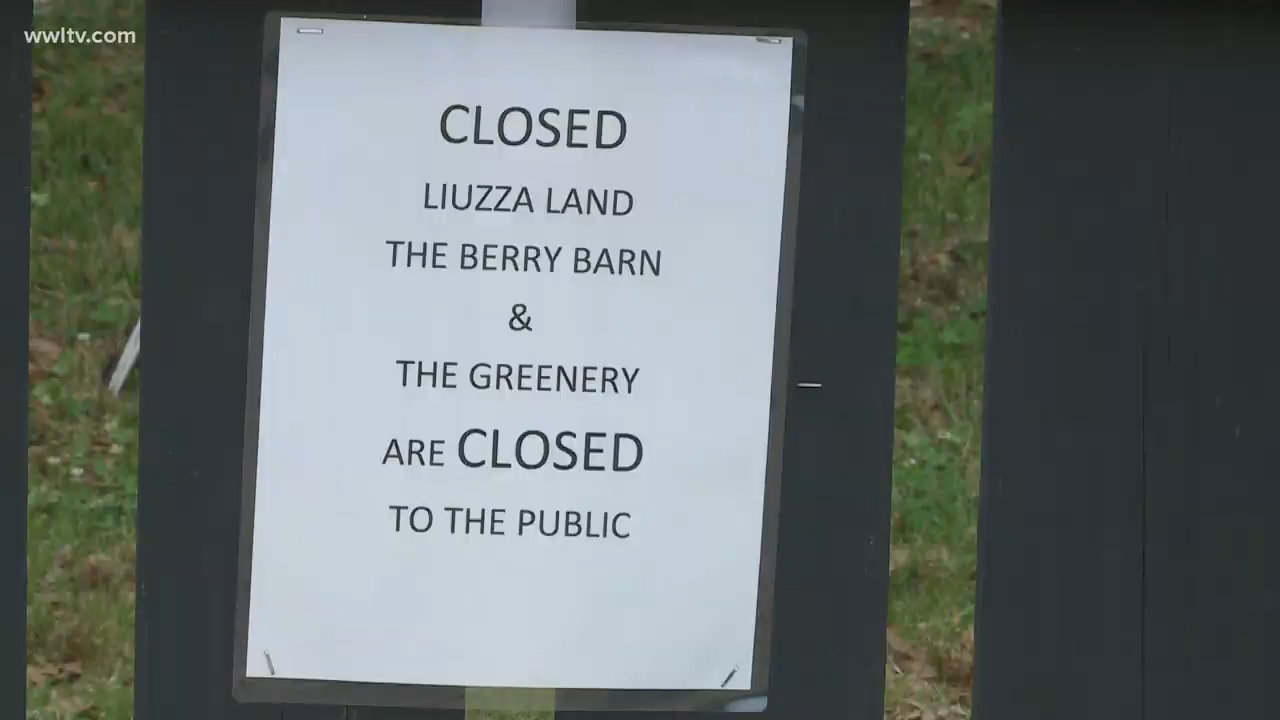 wwltv.com
CLOSED
LIUZZA LAND
THE BERRY BARN
&
THE GREENERY
ARE CLOSED
TO THE PUBLIC